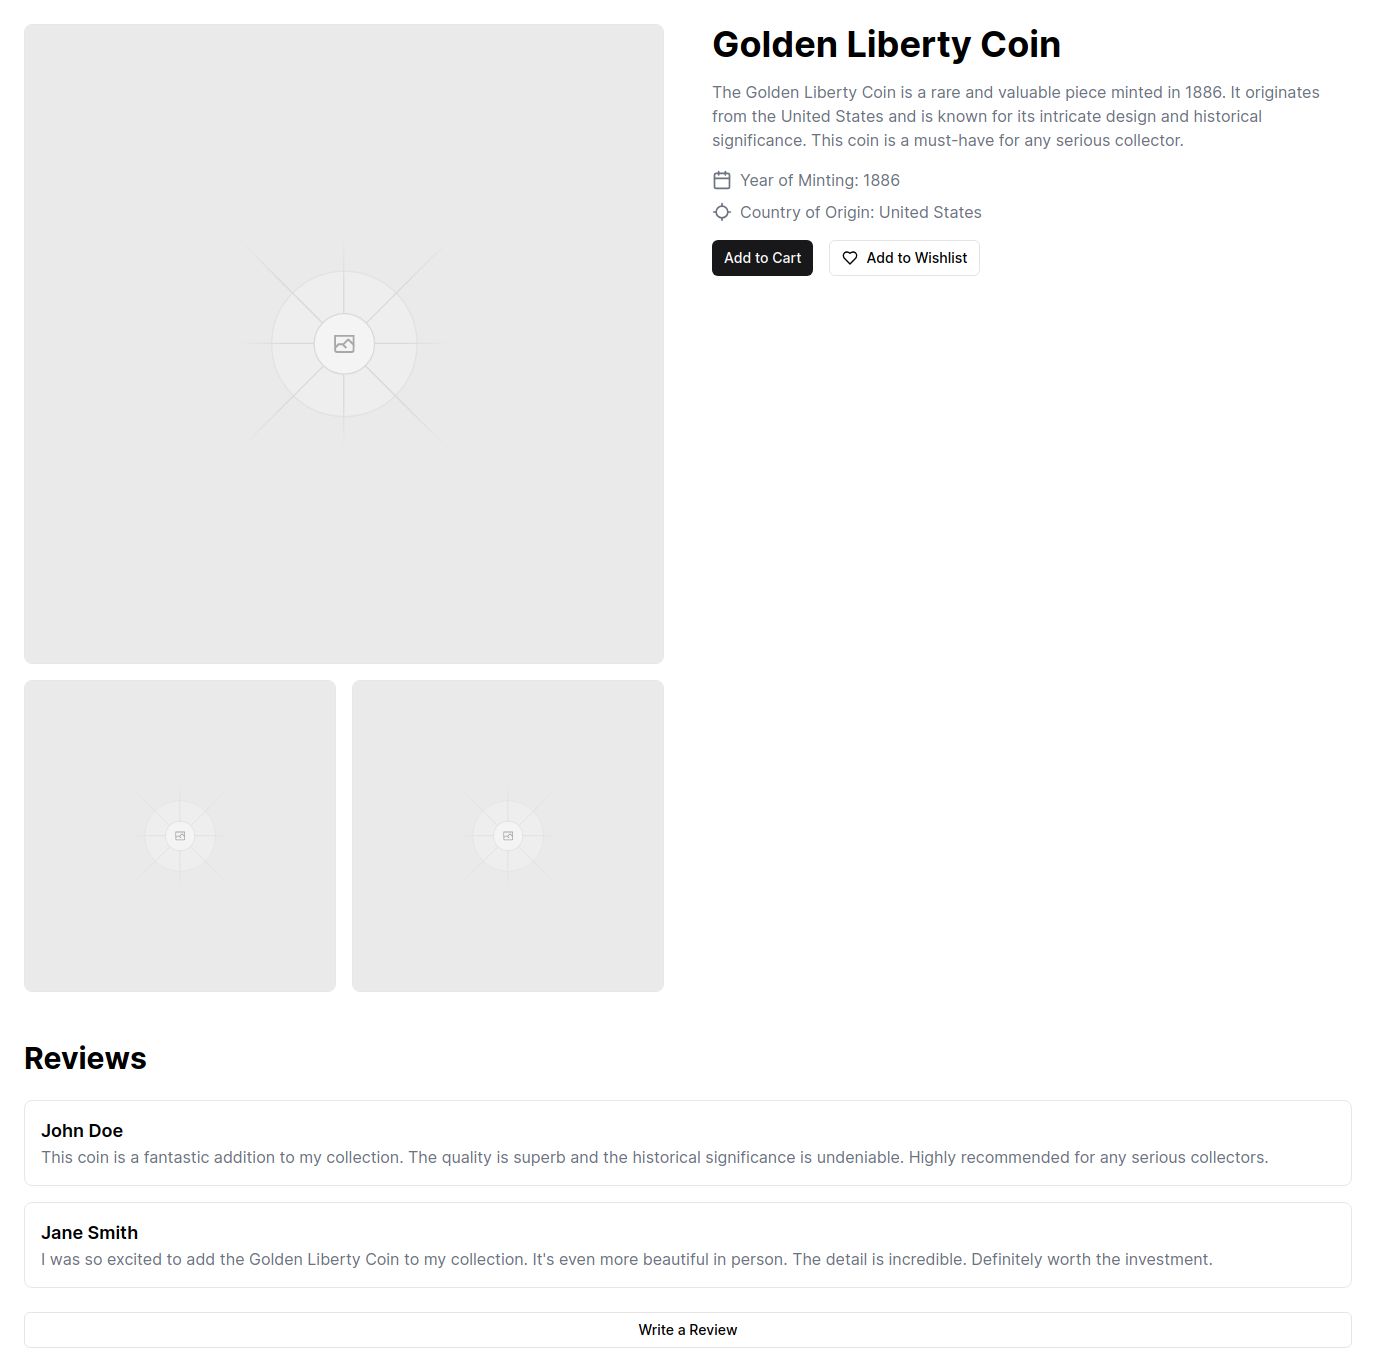 Golden Liberty Coin
The Golden Liberty Coin is a rare and valuable piece minted in 1886. It originates
from the United States and is known for its intricate design and historical
significance. This coin is a must-have for any serious collector.
Year of Minting: 1886
Country of Origin: United States
Add to Cart
Add to Wishlist
Reviews
John Doe
This coin is a fantastic addition to my collection. The quality is superb and the historical significance is undeniable. Highly recommended for any serious collectors.
Jane Smith
I was so excited to add the Golden Liberty Coin to my collection. It's even more beautiful in person. The detail is incredible. Definitely worth the investment.
Write a Review